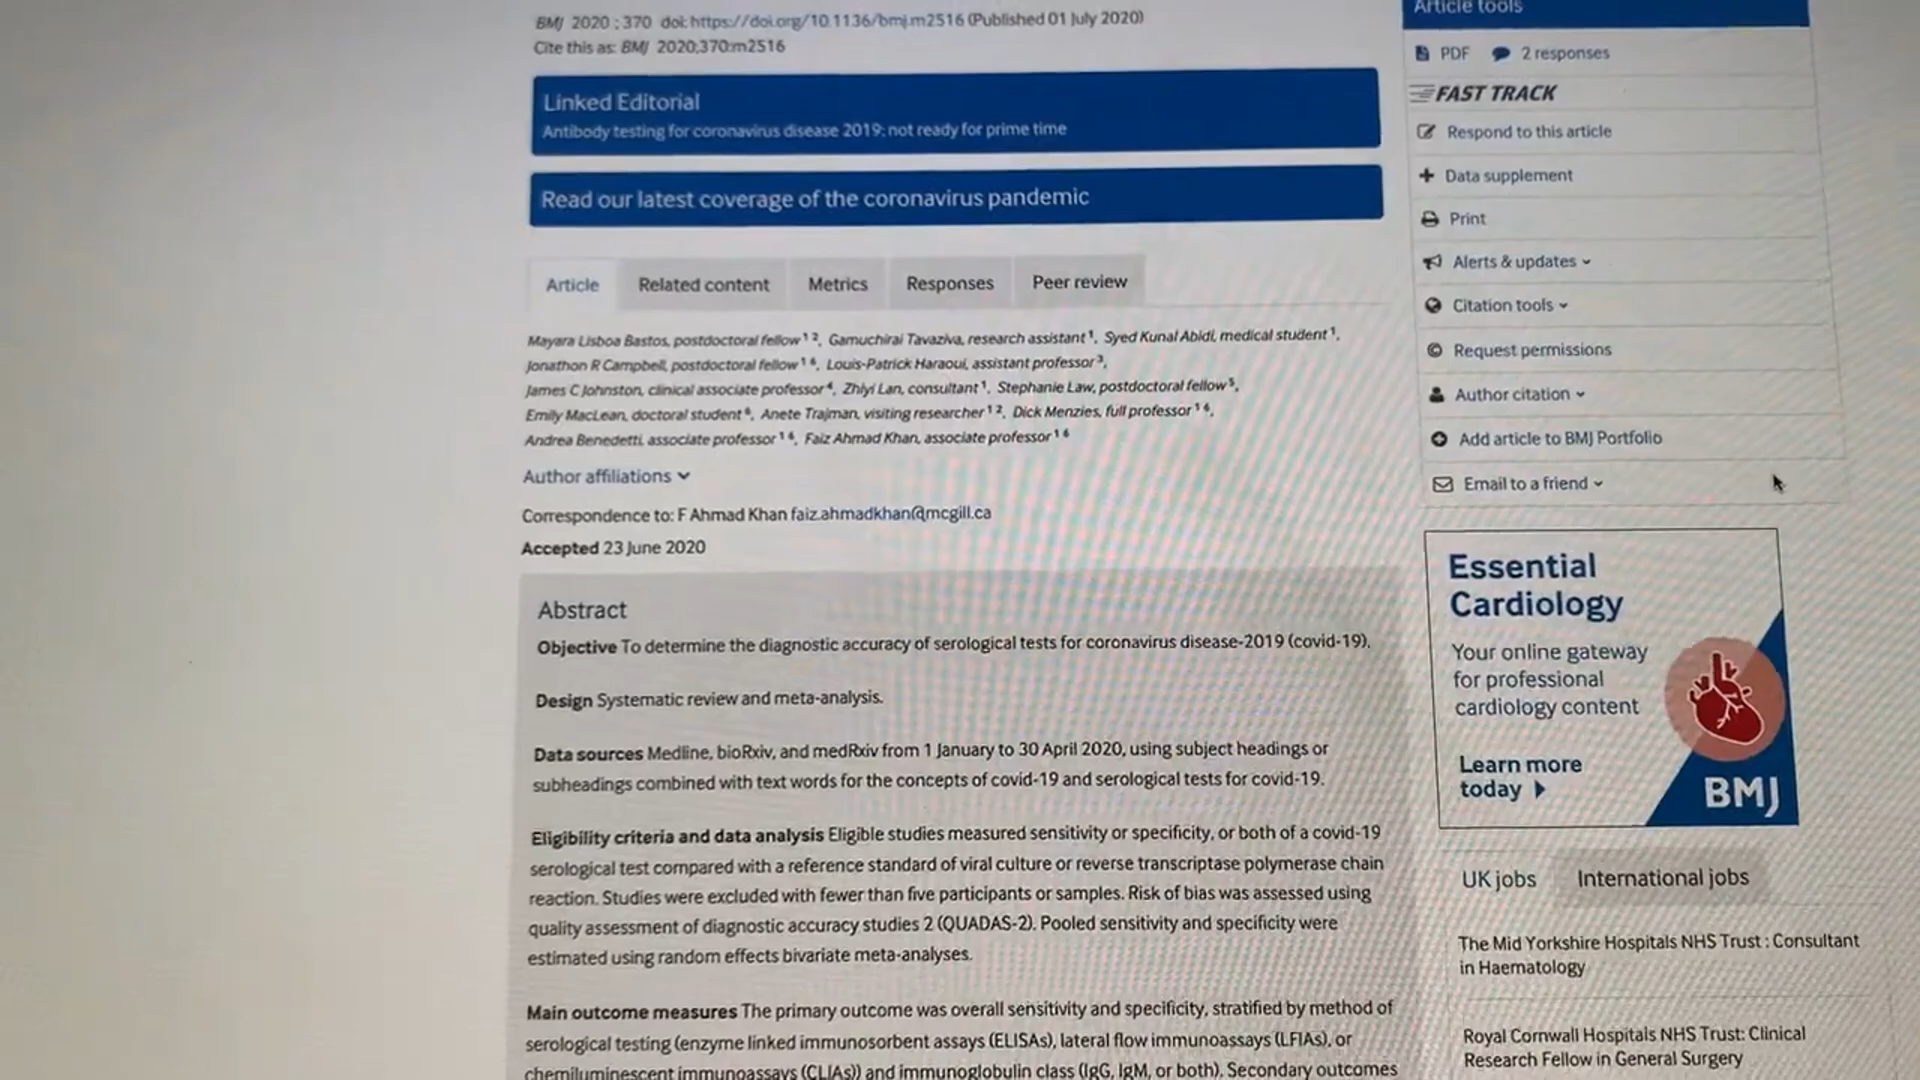 BMJ 2020 ; 370 doi: https://doi.org/10.1136/bmj.m2516 (Published 01 July 2020)
Cite this as: BMJ 2020;370:m2516
Linked Editorial
Antibody testing for coronavirus disease 2019: not ready for prime time
Read our latest coverage of the coronavirus pandemic
Article Related content Metrics Responses Peer review
Mayara Lisboa Bastos, postdoctoral fellow 1 2, Gamuchirai Tavaziva, research assistant 1, Syed Kunal Abidi, medical student 1,
Jonathon R Campbell, postdoctoral fellow 1 6, Louis-Patrick Haraoui, assistant professor 3,
James C Johnston, clinical associate professor 4, Zhiyi Lan, consultant 1, Stephanie Law, postdoctoral fellow 5,
Emily MacLean, doctoral student 6, Anete Trajman, visiting researcher 1 2, Dick Menzies, full professor 1 6,
Andrea Benedetti, associate professor 1 6, Faiz Ahmad Khan, associate professor 1 6
Author affiliations
Correspondence to: F Ahmad Khan faiz.ahmadkhan@mcgill.ca
Accepted 23 June 2020
Abstract
Objective To determine the diagnostic accuracy of serological tests for coronavirus disease-2019 (covid-19).
Design Systematic review and meta-analysis.
Data sources Medline, bioRxiv, and medRxiv from 1 January to 30 April 2020, using subject headings or
subheadings combined with text words for the concepts of covid-19 and serological tests for covid-19.
Eligibility criteria and data analysis Eligible studies measured sensitivity or specificity, or both of a covid-19
serological test compared with a reference standard of viral culture or reverse transcriptase polymerase chain
reaction. Studies were excluded with fewer than five participants or samples. Risk of bias was assessed using
quality assessment of diagnostic accuracy studies 2 (QUADAS-2). Pooled sensitivity and specificity were
estimated using random effects bivariate meta-analyses.
Main outcome measures The primary outcome was overall sensitivity and specificity, stratified by method of
serological testing (enzyme linked immunosorbent assays (ELISAs), lateral flow immunoassays (LFIAs), or
chemiluminescent immunoassays (CLIAs)) and immunoglobulin class (IgG, IgM, or both). Secondary outcomes
Article tools
PDF 2 responses
FAST TRACK
Respond to this article
Data supplement
Print
Alerts & updates
Citation tools
Request permissions
Author citation
Add article to BMJ Portfolio
Email to a friend
Essential
Cardiology
Your online gateway
for professional
cardiology content
Learn more
today
BMJ
UK jobs International jobs
The Mid Yorkshire Hospitals NHS Trust : Consultant
in Haematology
Royal Cornwall Hospitals NHS Trust: Clinical
Research Fellow in General Surgery